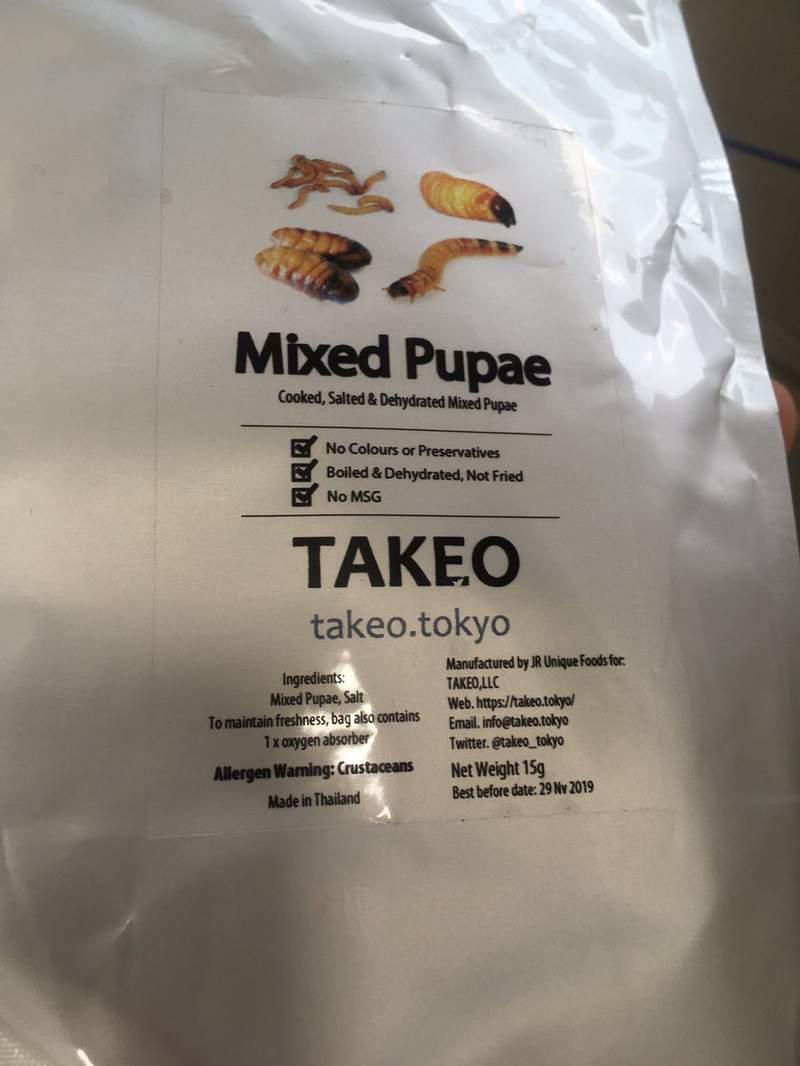 Mixed Pupae
Cooked, Salted & Dehydrated Mixed Pupae
No Colours or Preservatives
Boiled & Dehydrated, Not Fried
No MSG
TAKEO
takeo.tokyo
Ingredients:
Mixed Pupae, Salt
To maintain freshness, bag also contains
1 x oxygen absorber
Allergen Warning: Crustaceans
Made in Thailand
Manufactured by JR Unique Foods for:
TAKEO,LLC
Web. https://takeo.tokyo/
Email. info@takeo.tokyo
Twitter. @takeo_tokyo
Net Weight 15g
Best before date: 29 Nv 2019